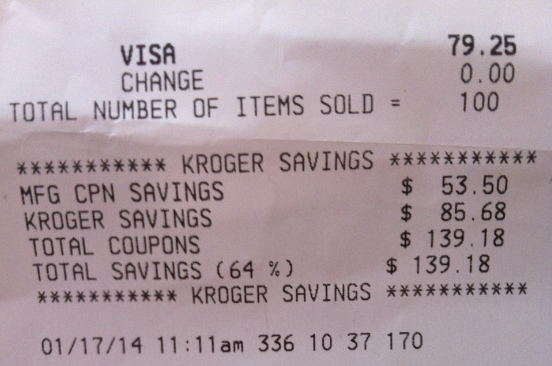 VISA 79.25
CHANGE 0.00
TOTAL NUMBER OF ITEMS SOLD = 100
*********** KROGER SAVINGS ***********
MFG CPN SAVINGS $ 53.50
KROGER SAVINGS $ 85.68
TOTAL COUPONS $ 139.18
TOTAL SAVINGS (64 %) $ 139.18
*********** KROGER SAVINGS ***********
01/17/14 11:11am 336 10 37 170